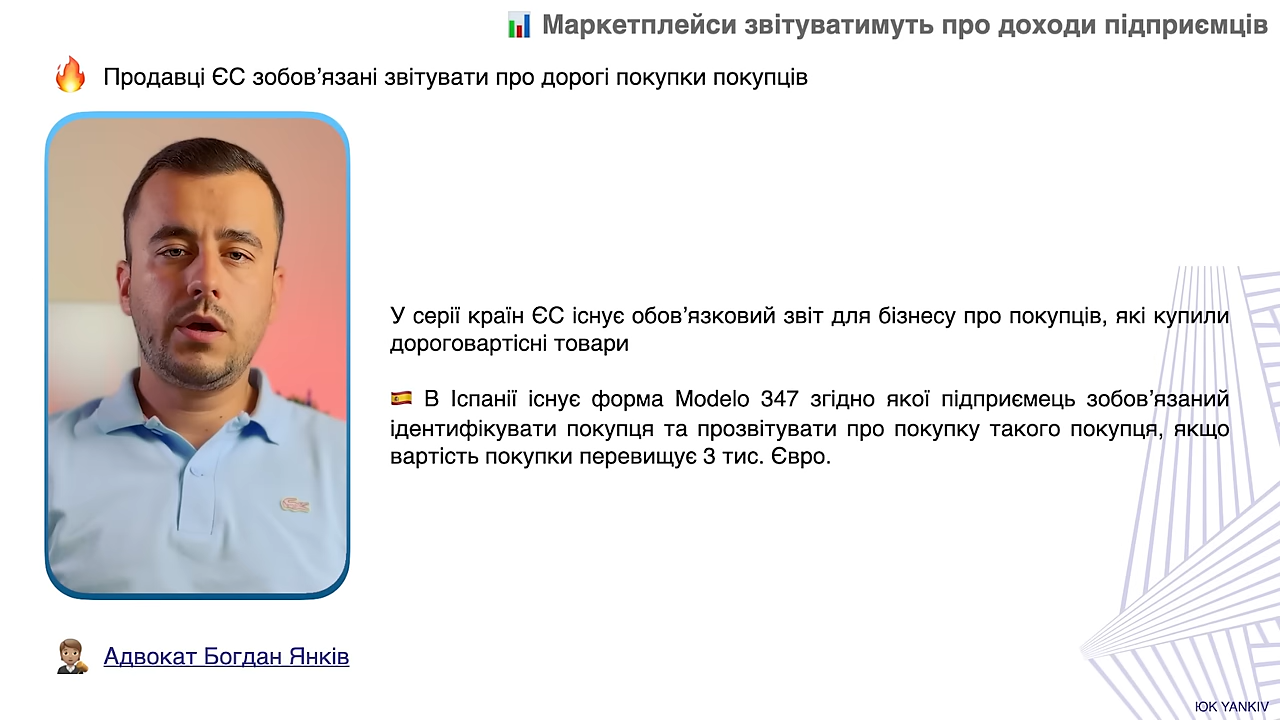 📊 Маркетплейси звітуватимуть про доходи підприємців
🔥 Продавці ЄС зобов’язані звітувати про дорогі покупки покупців
У серії країн ЄС існує обов’язковий звіт для бізнесу про покупців, які купили
дороговартісні товари
🇪🇸 В Іспанії існує форма Modelo 347 згідно якої підприємець зобов’язаний
ідентифікувати покупця та прозвітувати про покупку такого покупця, якщо
вартість покупки перевищує 3 тис. Євро.
Адвокат Богдан Янків
ЮК YANKIV